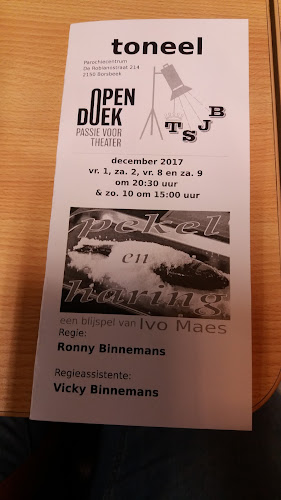 toneel
Parochiecentrum
De Robianostraat 214
2150 Borsbeek
OPEN
DOEK
PASSIE VOOR
THEATER
TSJB
december 2017
vr. 1, za. 2, vr. 8 en za. 9
om 20:30 uur
& zo. 10 om 15:00 uur
pekel
en
haring
een blijspel van Ivo Maes
Regie:
Ronny Binnemans
Regieassistente:
Vicky Binnemans